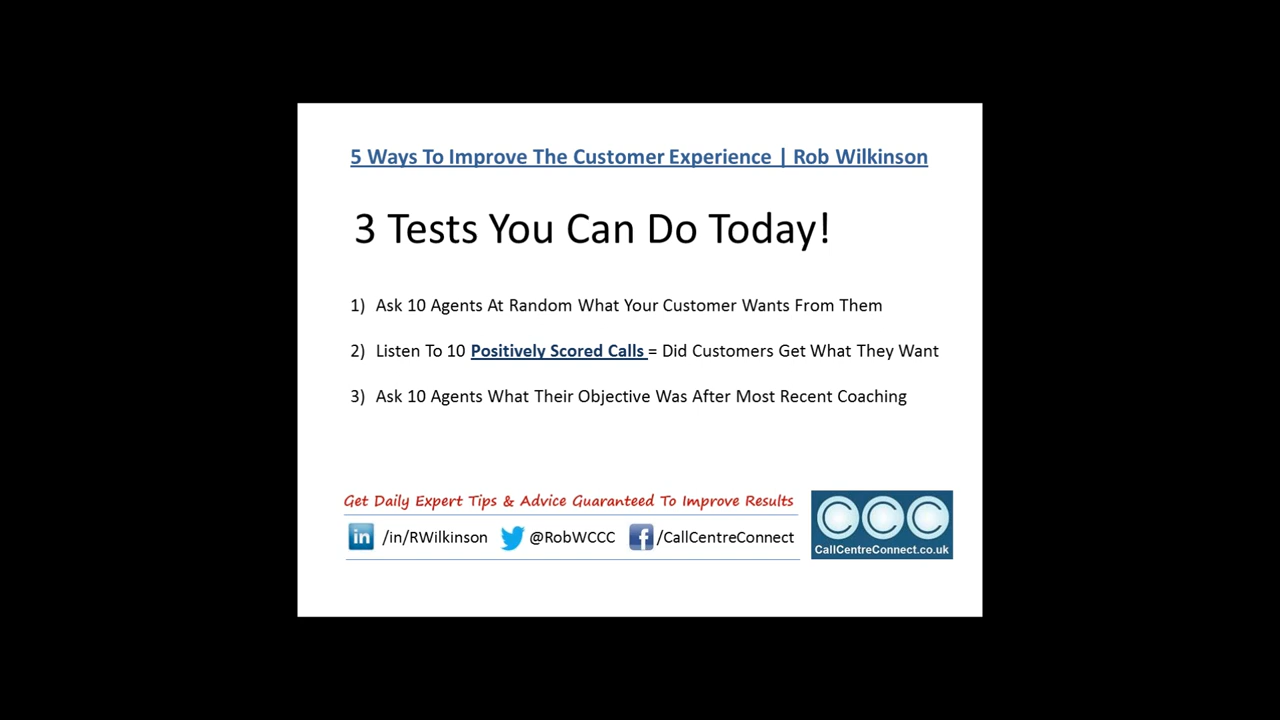 5 Ways To Improve The Customer Experience | Rob Wilkinson
3 Tests You Can Do Today!
1) Ask 10 Agents At Random What Your Customer Wants From Them
2) Listen To 10 Positively Scored Calls = Did Customers Get What They Want
3) Ask 10 Agents What Their Objective Was After Most Recent Coaching
Get Daily Expert Tips & Advice Guaranteed To Improve Results
in /in/RWilkinson @RobWCCC f /CallCentreConnect
CCC
CallCentreConnect.co.uk